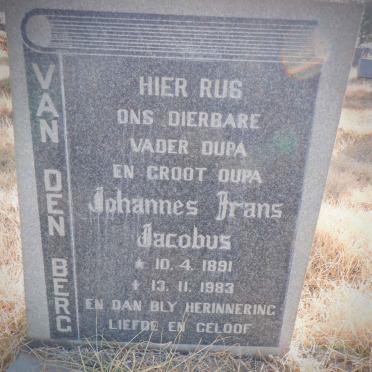 VAN DEN BERG
HIER RUS
ONS DIERBARE
VADER OUPA
EN GROOT OUPA
Johannes Frans
Jacobus
* 10. 4. 1891
+ 13. 11. 1983
EN DAN BLY HERINNERING
LIEFDE EN GELOOF